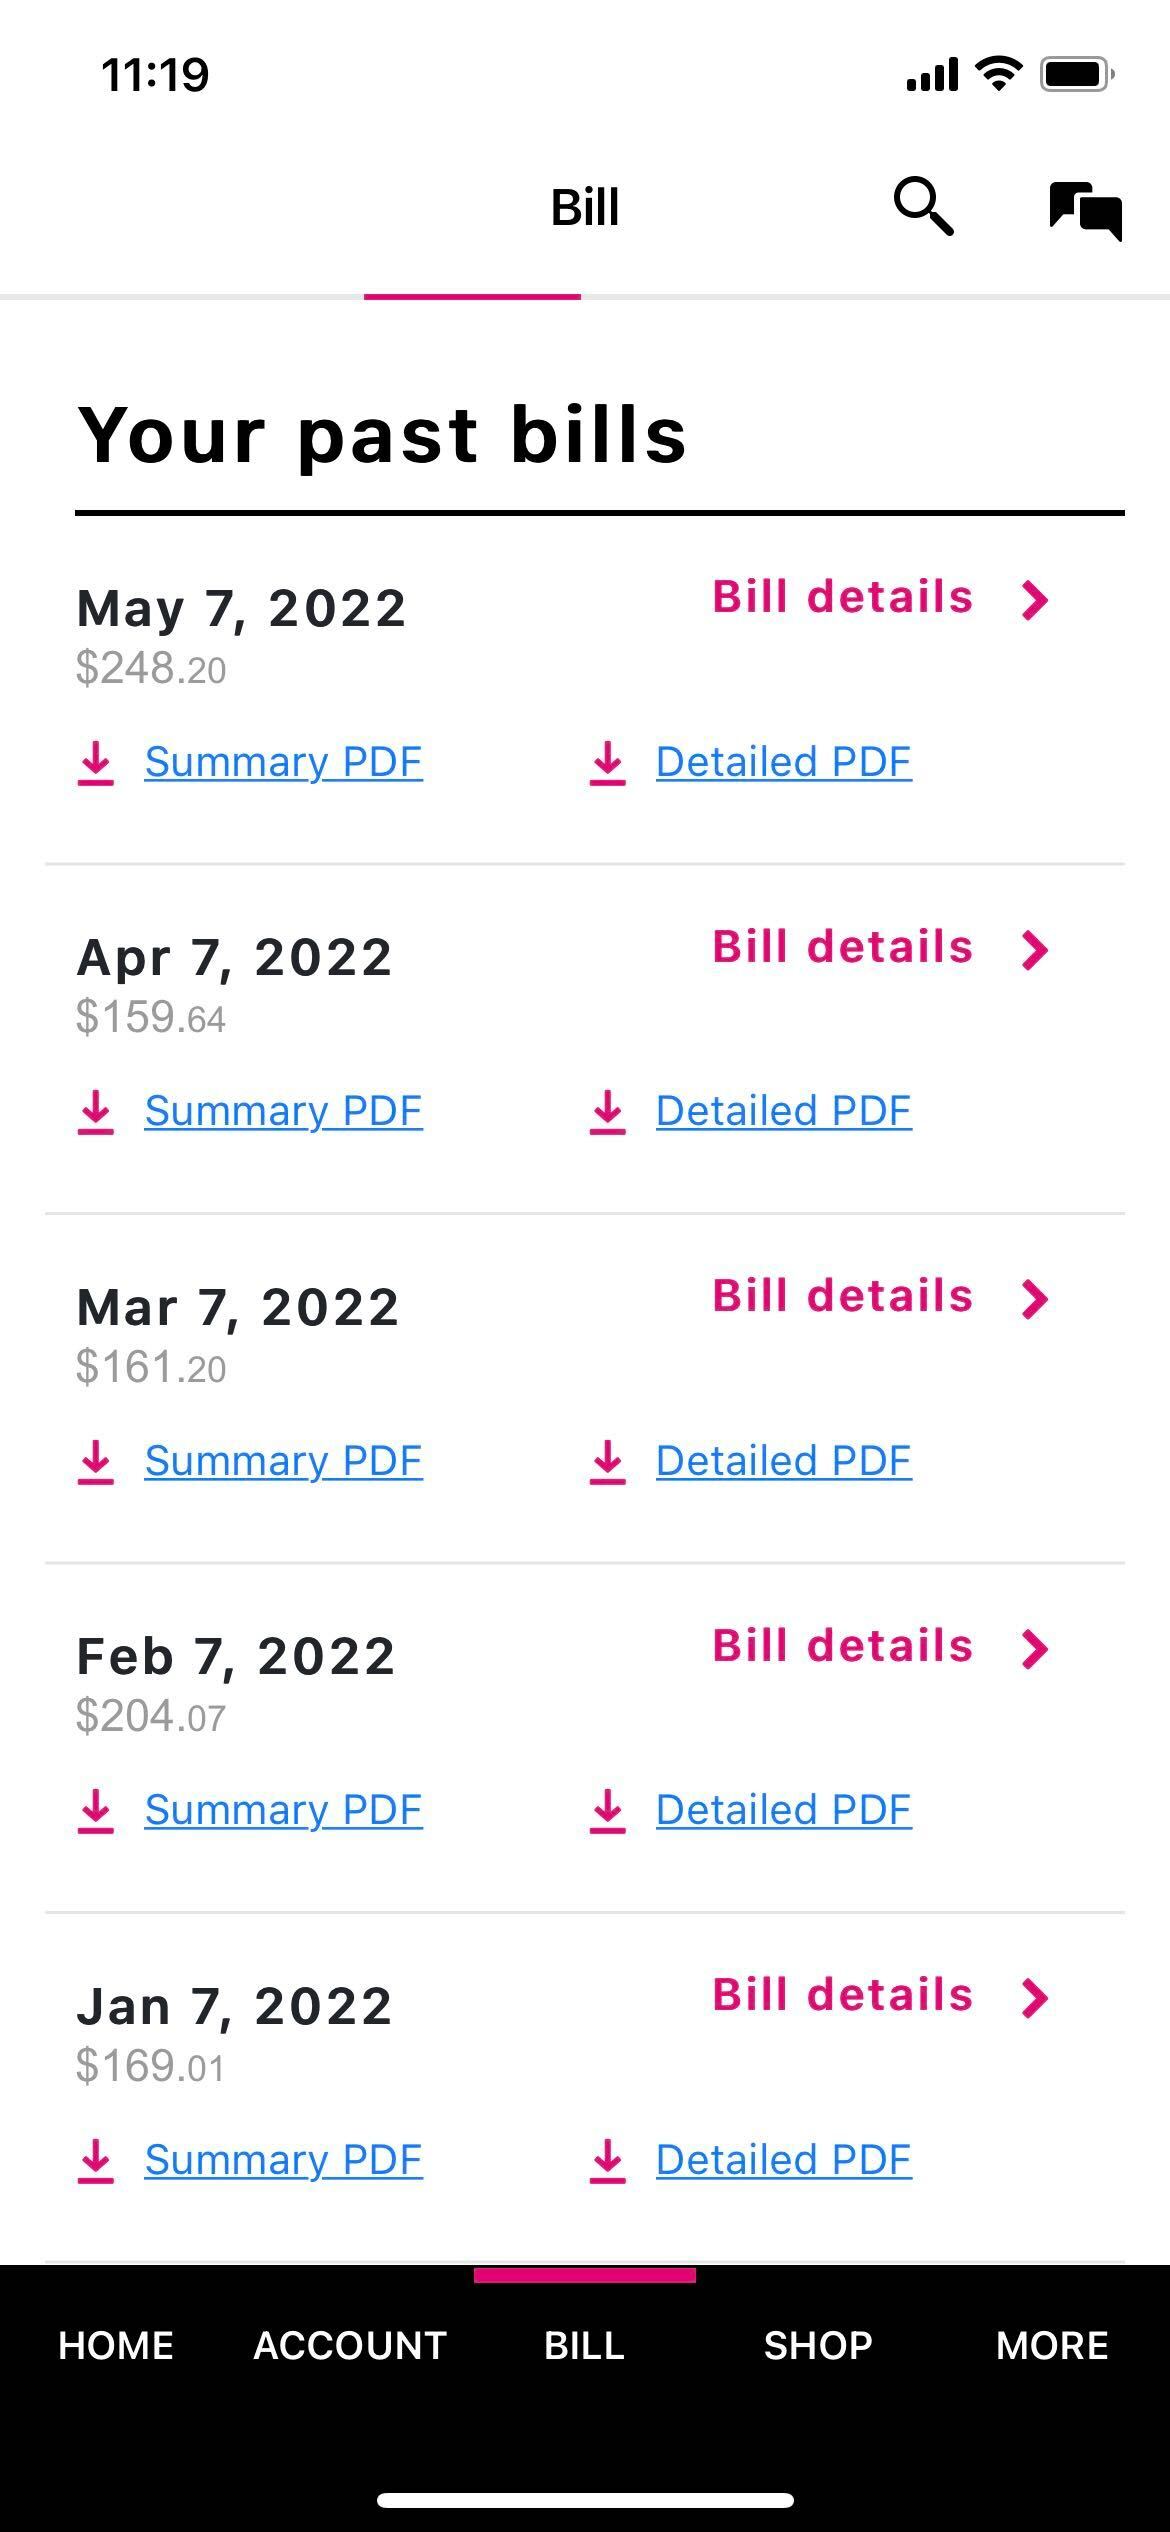 11:19
Bill
Your past bills
May 7, 2022
Bill details
$248.20
Summary PDF
Detailed PDF
Apr 7, 2022
Bill details
$159.64
Summary PDF
Detailed PDF
Mar 7, 2022
Bill details
$161.20
Summary PDF
Detailed PDF
Feb 7, 2022
Bill details
$204.07
Summary PDF
Detailed PDF
Jan 7, 2022
Bill details
$169.01
Summary PDF
Detailed PDF
HOME ACCOUNT BILL SHOP MORE